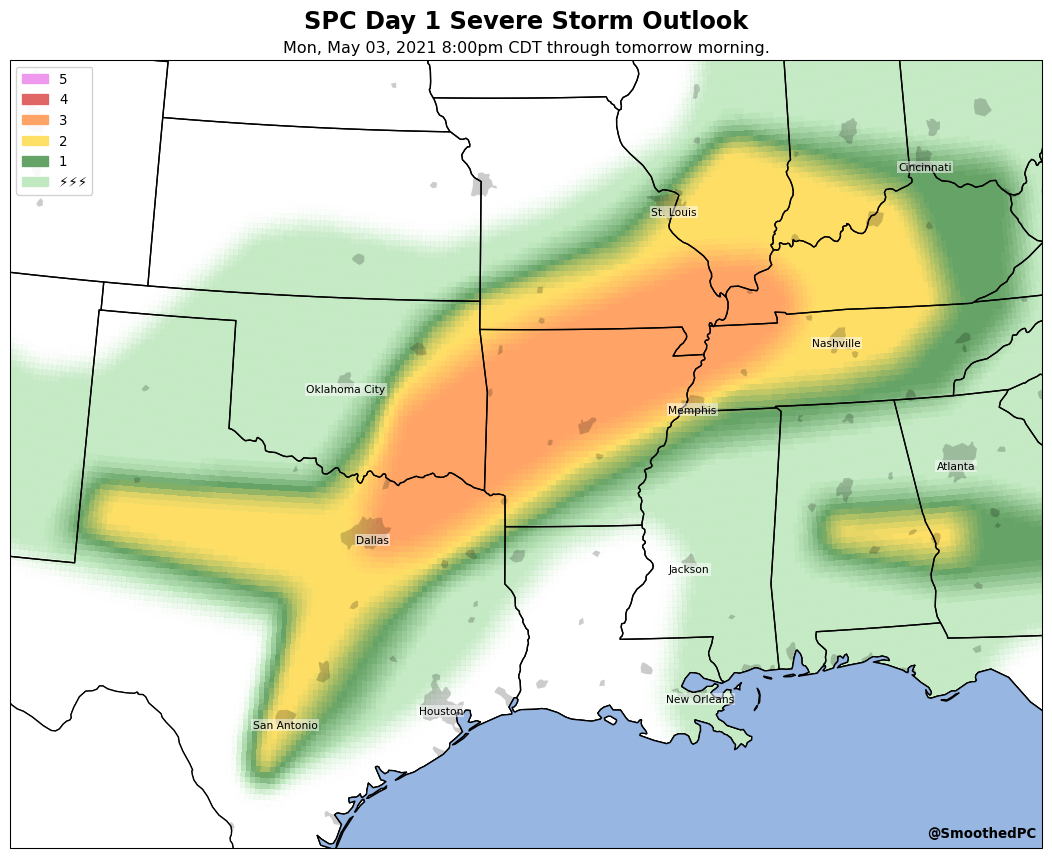 SPC Day 1 Severe Storm Outlook
Mon, May 03, 2021 8:00pm CDT through tomorrow morning.
5
4
3
2
1
⚡⚡⚡
Cincinnati
St. Louis
Nashville
Oklahoma City
Memphis
Atlanta
Dallas
Jackson
New Orleans
Houston
San Antonio
@SmoothedPC